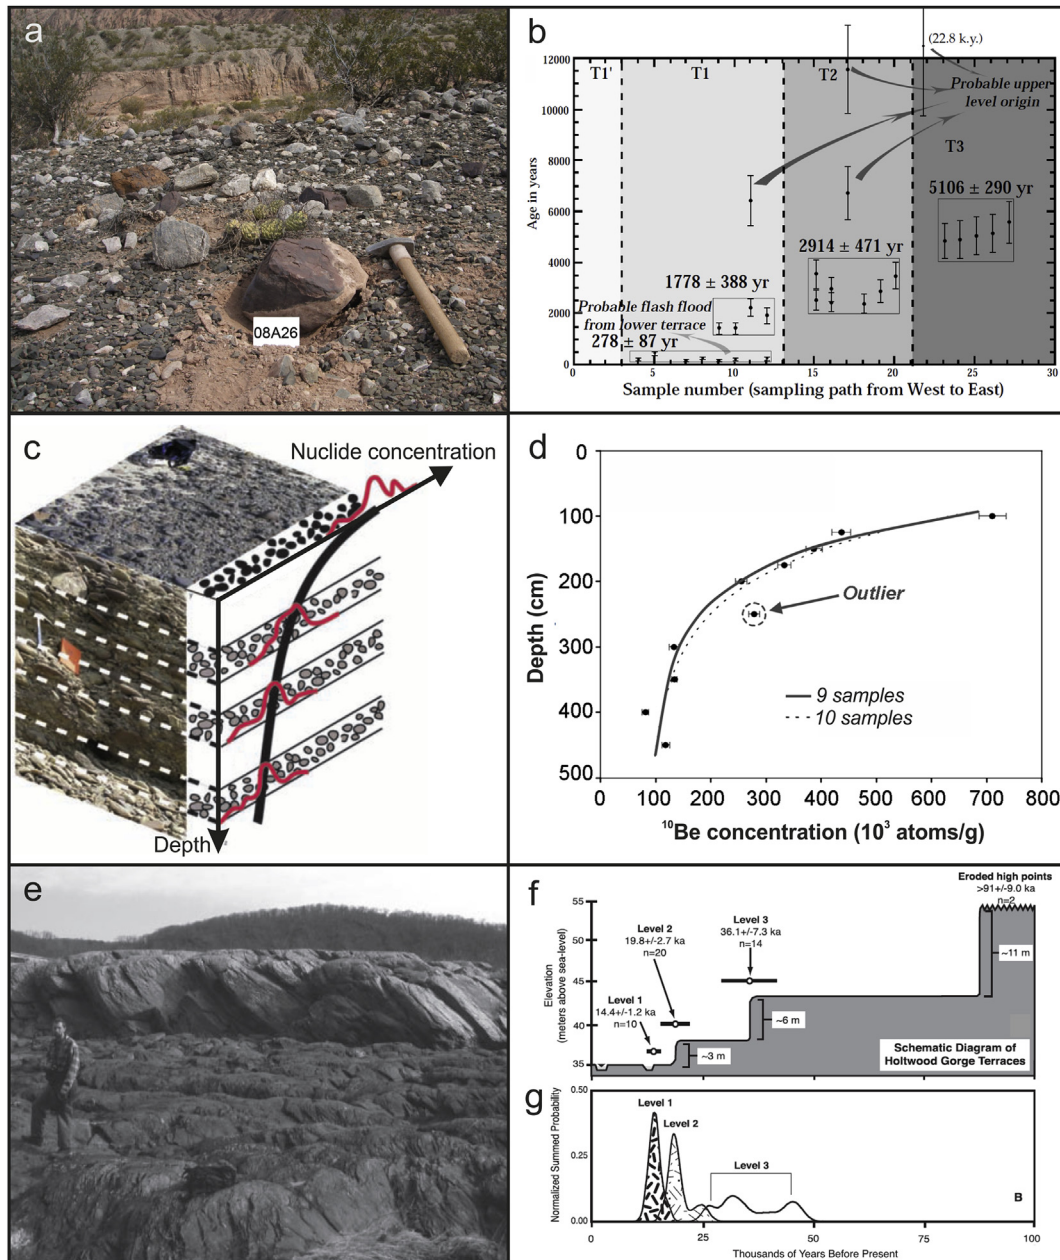 a
08A26
b
(22.8 k.y.)
12000
T1'
T1
T2
Probable upper
level origin
10000
T3
8000
5106 ± 290 yr
6000
2914 ± 471 yr
4000
1778 ± 388 yr
Probable flash flood
from lower terrace
2000
278 ± 87 yr
0
Age in years
0 5 10 15 20 25 30
Sample number (sampling path from West to East)
c
Nuclide concentration
Depth
d
0
100
200
Outlier
300
9 samples
10 samples
400
500
Depth (cm)
0 100 200 300 400 500 600 700 800
¹⁰Be concentration (10³ atoms/g)
e
f
Eroded high points
>91+/-9.0 ka
n=2
55
50
45
40
35
Elevation
(meters above sea-level)
Level 3
36.1+/-7.3 ka
n=14
Level 2
19.8+/-2.7 ka
n=20
Level 1
14.4+/-1.2 ka
n=10
~11 m
~6 m
~3 m
Schematic Diagram of
Holtwood Gorge Terraces
g
0.50
0.25
0.00
Normalized Summed Probability
Level 1
Level 2
Level 3
B
0 25 50 75 100
Thousands of Years Before Present